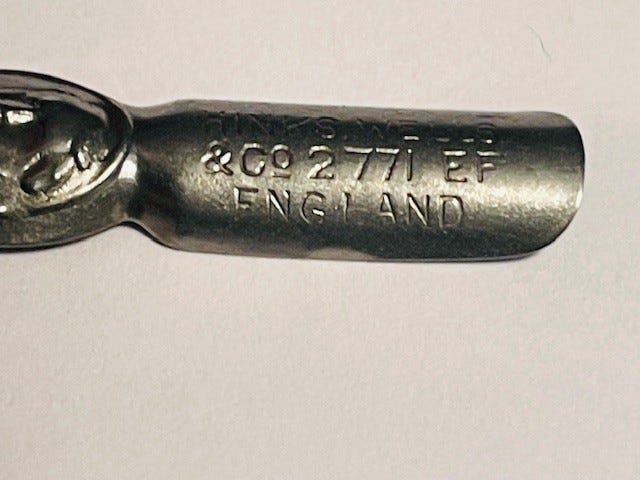 HINKS, WELLS
& Co 2771 EF
ENGLAND